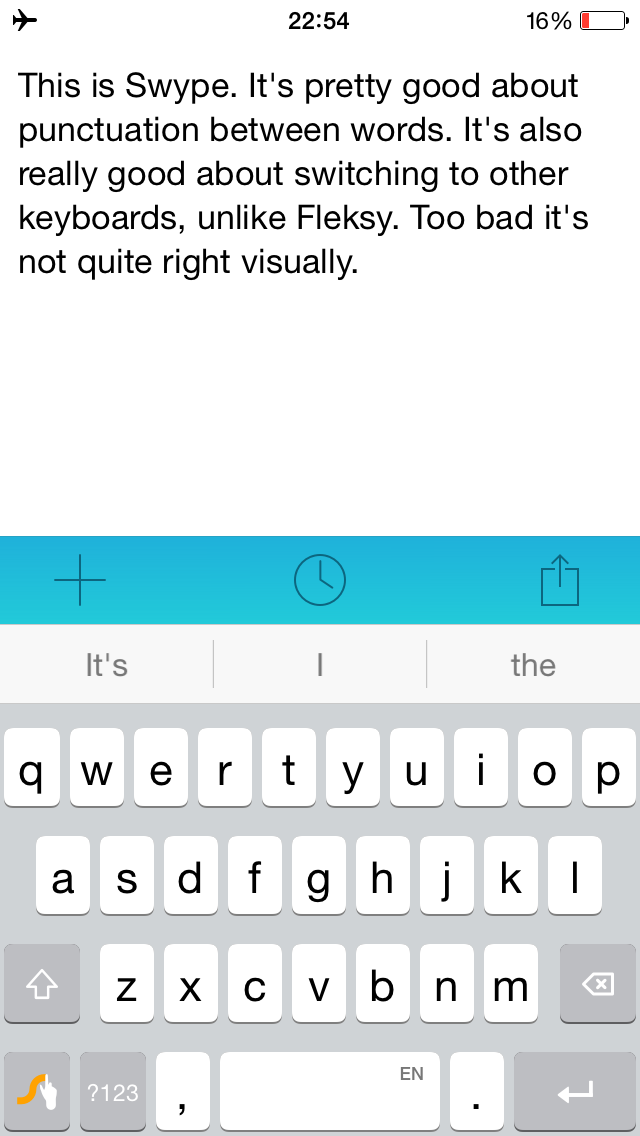 22:54 16%
This is Swype. It's pretty good about
punctuation between words. It's also
really good about switching to other
keyboards, unlike Fleksy. Too bad it's
not quite right visually.
It's I the
q w e r t y u i o p
a s d f g h j k l
z x c v b n m
?123 , EN .